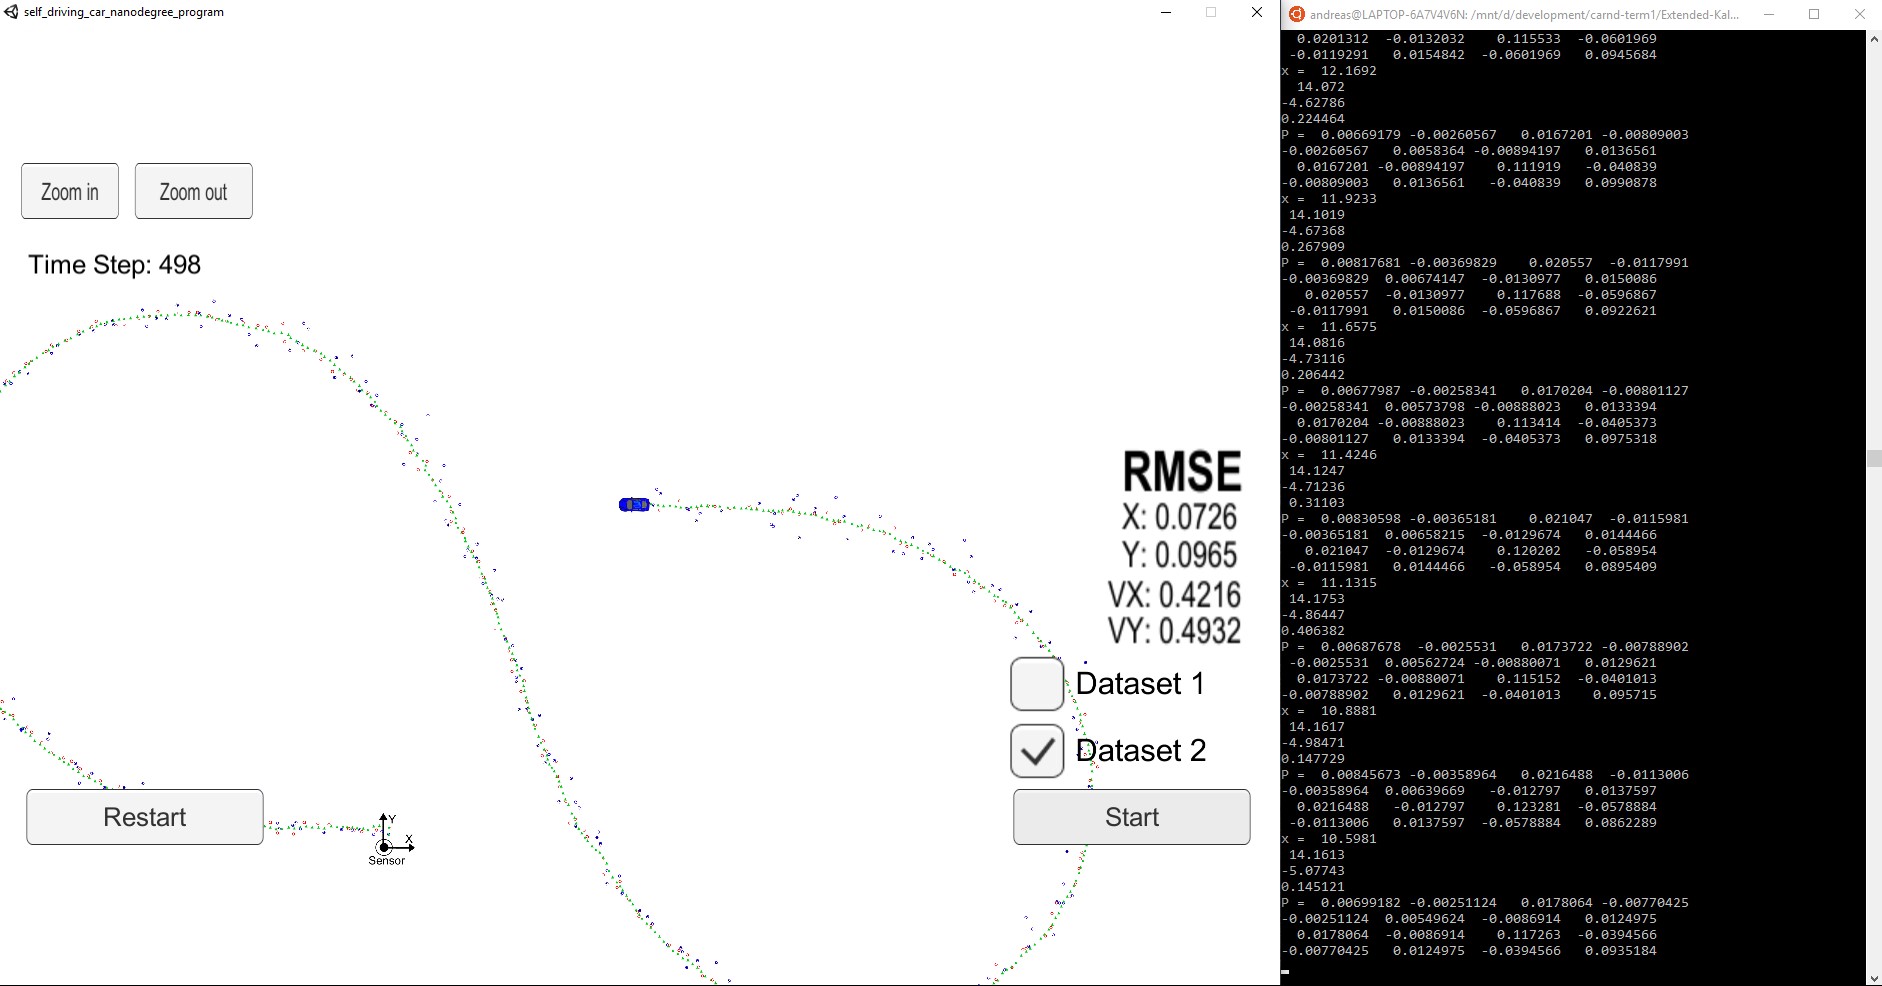 self_driving_car_nanodegree_program
Zoom in
Zoom out
Time Step: 498
RMSE
X: 0.0726
Y: 0.0965
VX: 0.4216
VY: 0.4932
Dataset 1
Dataset 2
Restart
Start
Y
X
Sensor
andreas@LAPTOP-6A7V4V6N: /mnt/d/development/carnd-term1/Extended-Kal...
0.0201312 -0.0132032 0.115533 -0.0601969
-0.0119291 0.0154842 -0.0601969 0.0945684
x = 12.1692
14.072
-4.62786
0.224464
P = 0.00669179 -0.00260567 0.0167201 -0.00809003
-0.00260567 0.0058364 -0.00894197 0.0136561
0.0167201 -0.00894197 0.111919 -0.040839
-0.00809003 0.0136561 -0.040839 0.0990878
x = 11.9233
14.1019
-4.67368
0.267909
P = 0.00817681 -0.00369829 0.020557 -0.0117991
-0.00369829 0.00674147 -0.0130977 0.0150086
0.020557 -0.0130977 0.117688 -0.0596867
-0.0117991 0.0150086 -0.0596867 0.0922621
x = 11.6575
14.0816
-4.73116
0.206442
P = 0.00677987 -0.00258341 0.0170204 -0.00801127
-0.00258341 0.00573798 -0.00888023 0.0133394
0.0170204 -0.00888023 0.113414 -0.0405373
-0.00801127 0.0133394 -0.0405373 0.0975318
x = 11.4246
14.1247
-4.71236
0.31103
P = 0.00830598 -0.00365181 0.021047 -0.0115981
-0.00365181 0.00658215 -0.0129674 0.0144466
0.021047 -0.0129674 0.120202 -0.058954
-0.0115981 0.0144466 -0.058954 0.0895409
x = 11.1315
14.1753
-4.86447
0.406382
P = 0.00687678 -0.0025531 0.0173722 -0.00788902
-0.0025531 0.00562724 -0.00880071 0.0129621
0.0173722 -0.00880071 0.115152 -0.0401013
-0.00788902 0.0129621 -0.0401013 0.095715
x = 10.8881
14.1617
-4.98471
0.147729
P = 0.00845673 -0.00358964 0.0216488 -0.0113006
-0.00358964 0.00639669 -0.012797 0.0137597
0.0216488 -0.012797 0.123281 -0.0578884
-0.0113006 0.0137597 -0.0578884 0.0862289
x = 10.5981
14.1613
-5.07743
0.145121
P = 0.00699182 -0.00251124 0.0178064 -0.00770425
-0.00251124 0.00549624 -0.0086914 0.0124975
0.0178064 -0.0086914 0.117263 -0.0394566
-0.00770425 0.0124975 -0.0394566 0.0935184